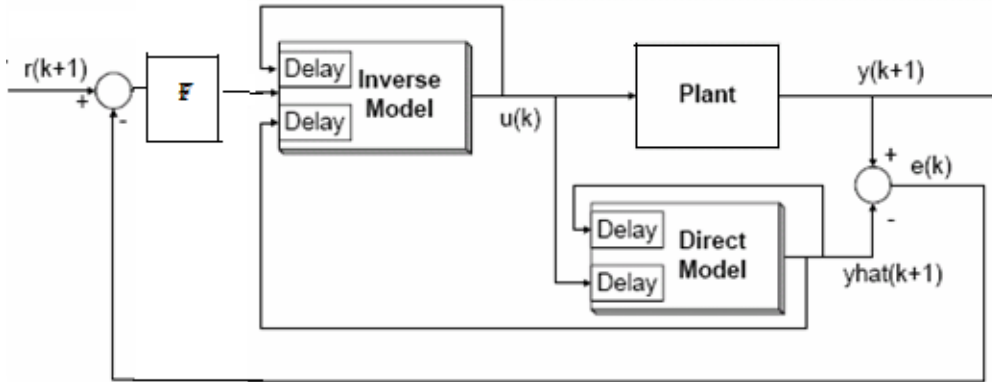 r(k+1)
+
-
F
Delay
Inverse
Model
Delay
u(k)
Plant
y(k+1)
+
e(k)
-
Delay
Direct
Model
Delay
yhat(k+1)